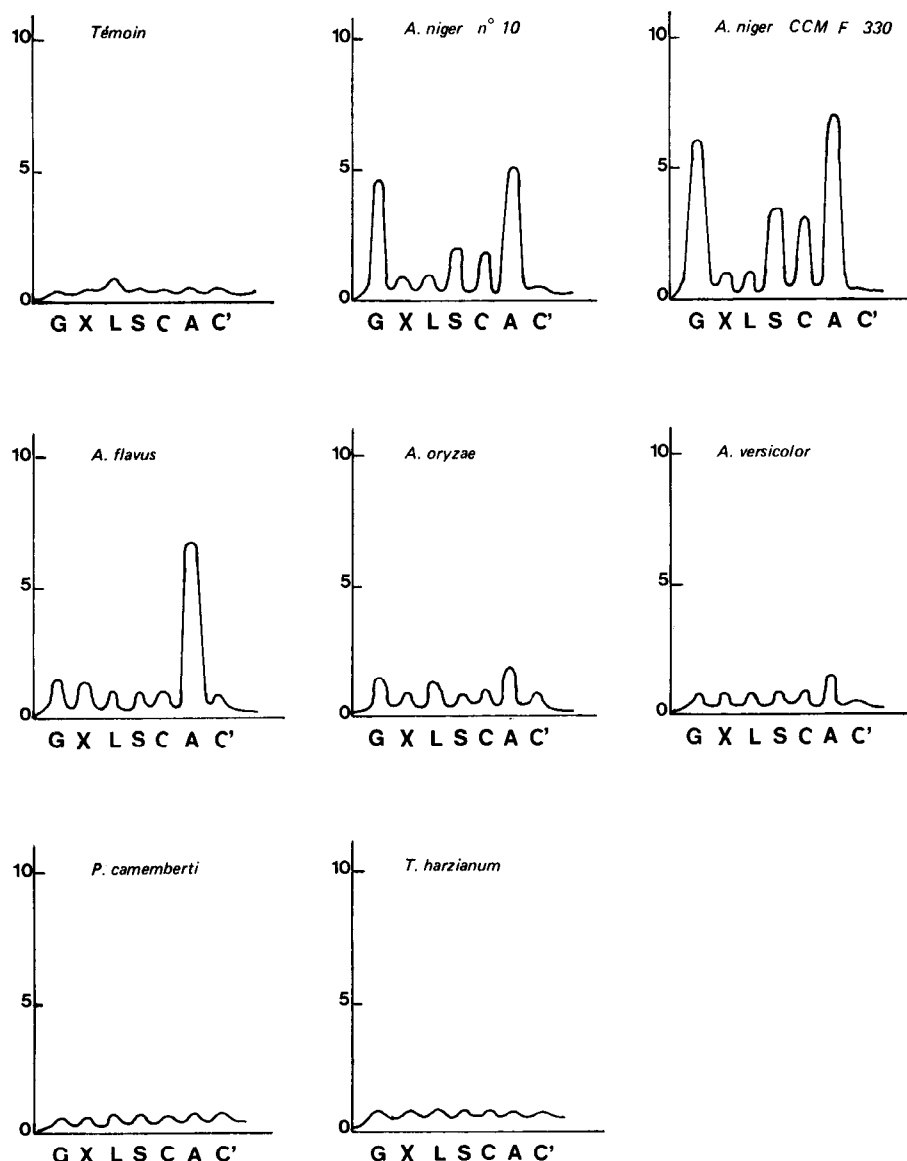 Témoin
10
5
0
G X L S C A C'
A. niger n° 10
10
5
0
G X L S C A C'
A. niger CCM F 330
10
5
0
G X L S C A C'
A. flavus
10
5
0
G X L S C A C'
A. oryzae
10
5
0
G X L S C A C'
A. versicolor
10
5
0
G X L S C A C'
P. camemberti
10
5
0
G X L S C A C'
T. harzianum
10
5
0
G X L S C A C'